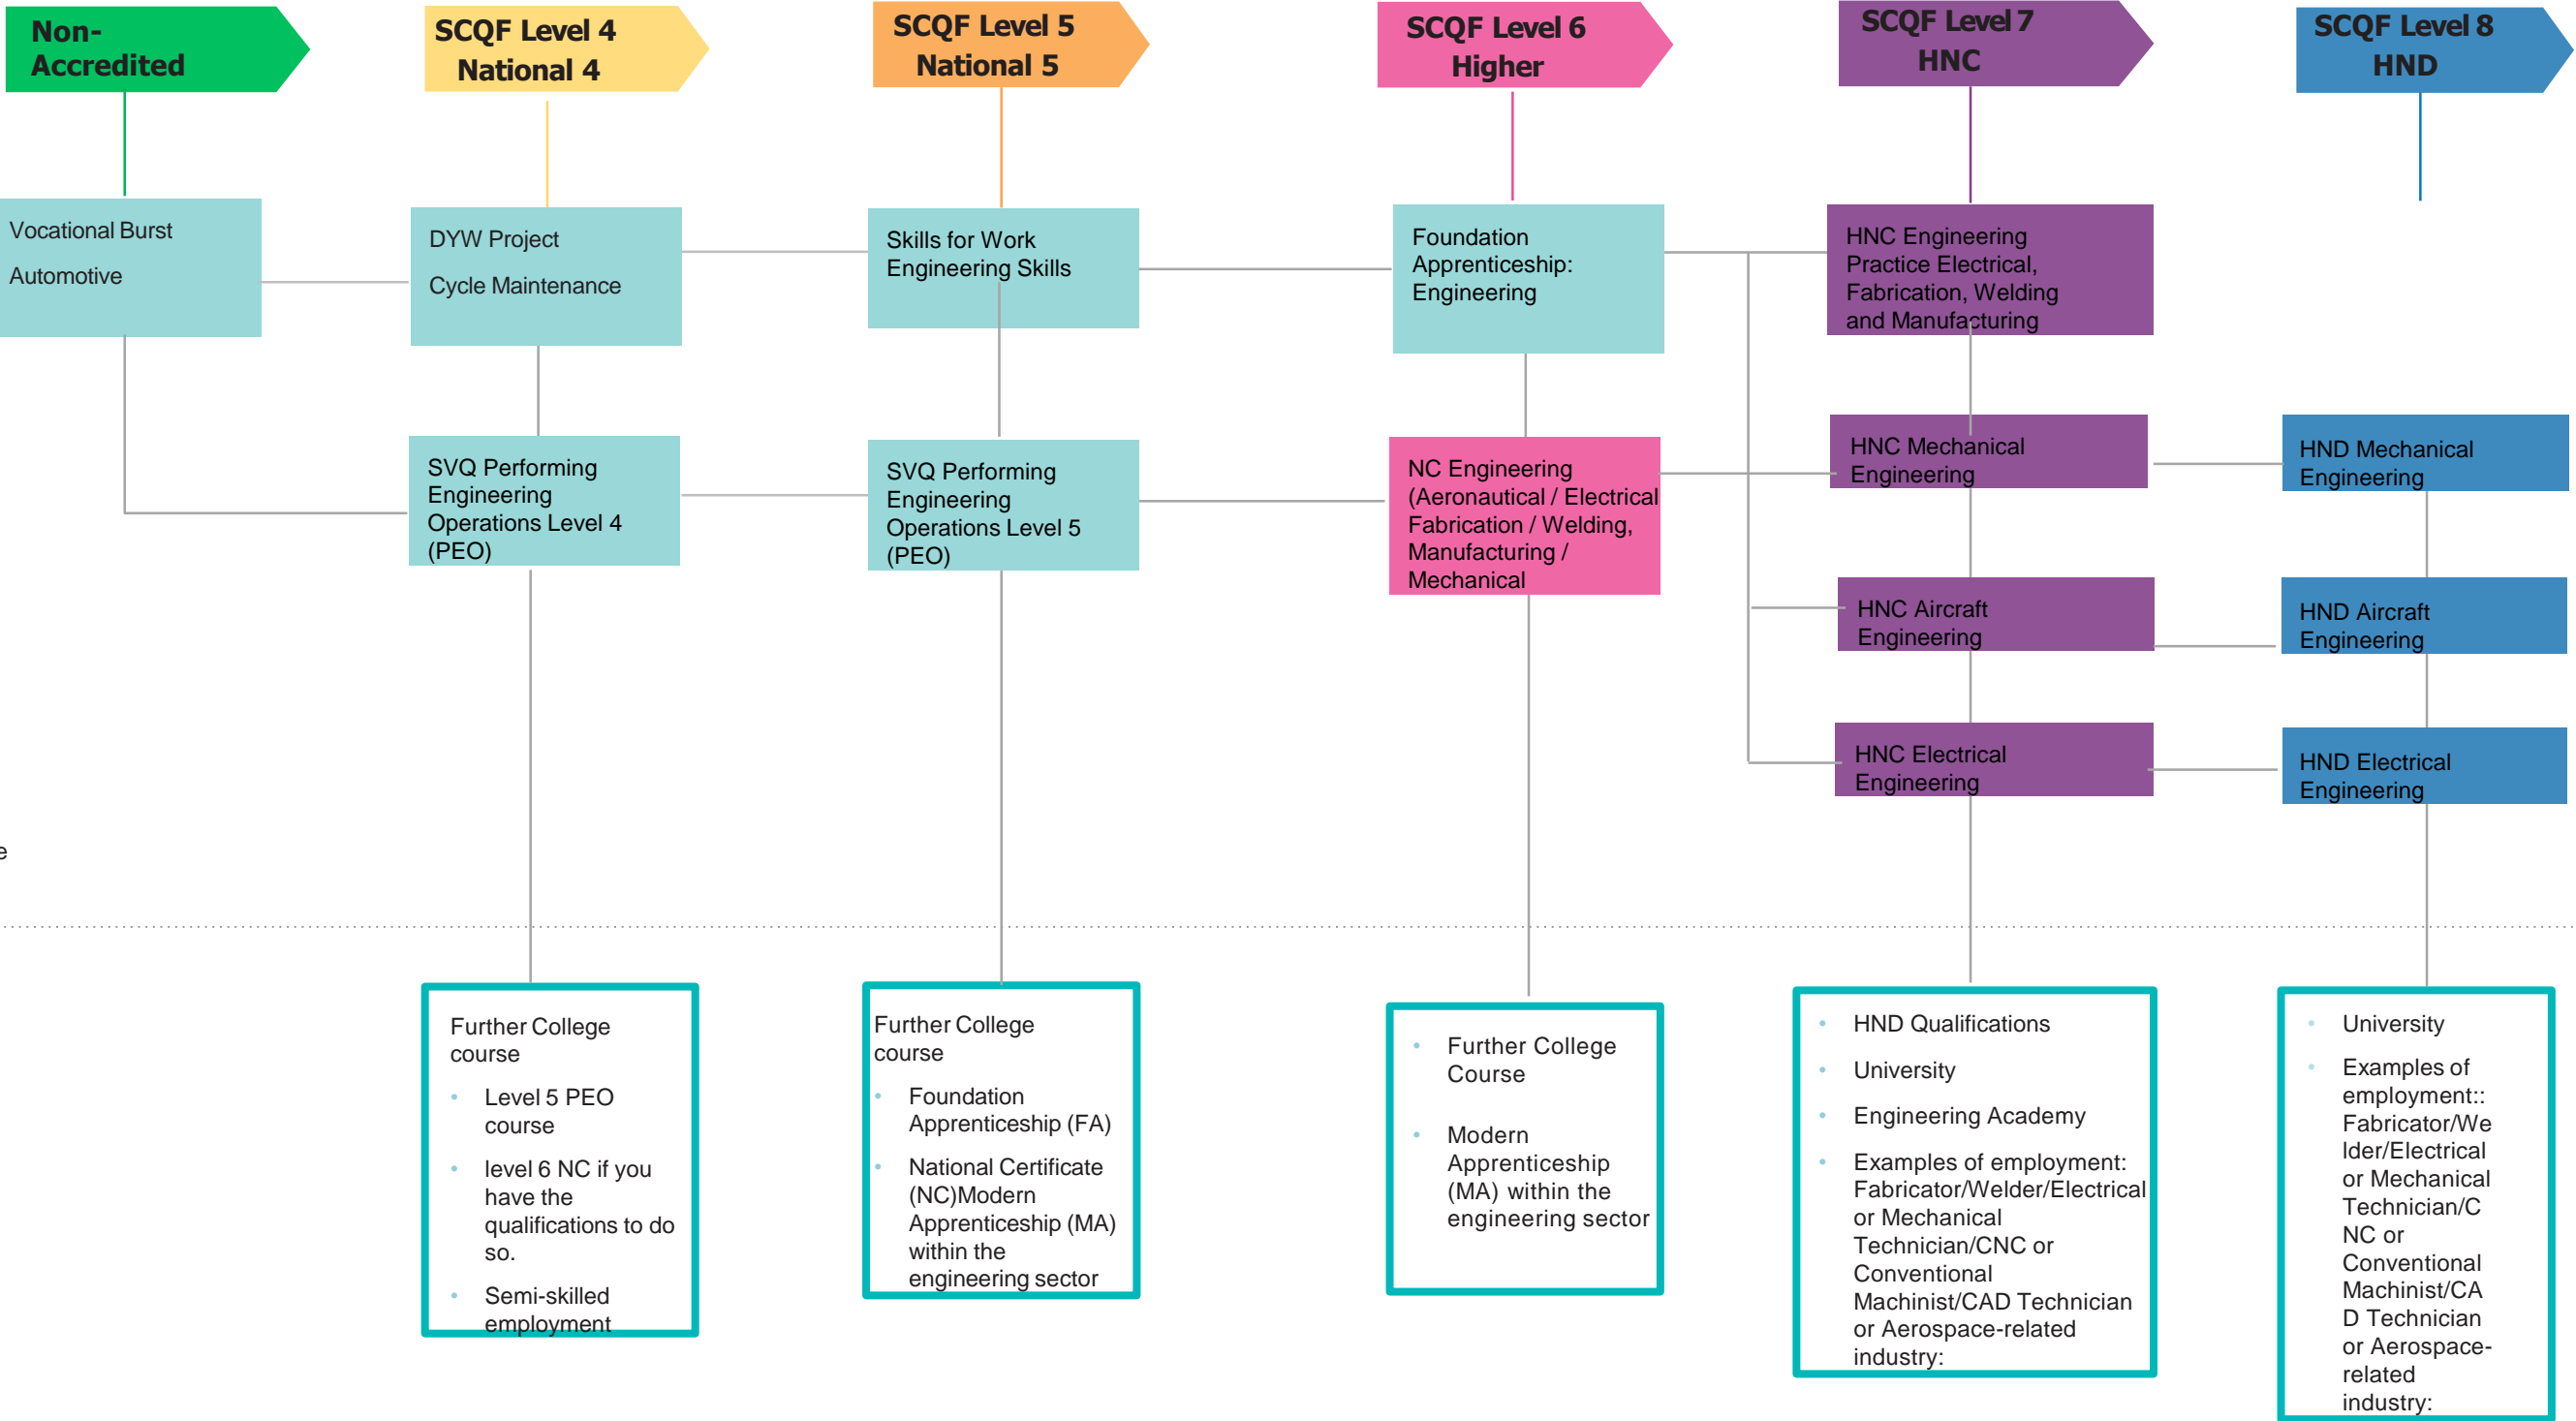 Non-
Accredited
SCQF Level 4
National 4
SCQF Level 5
National 5
SCQF Level 6
Higher
SCQF Level 7
HNC
SCQF Level 8
HND
Vocational Burst
Automotive
DYW Project
Cycle Maintenance
Skills for Work
Engineering Skills
Foundation
Apprenticeship:
Engineering
HNC Engineering
Practice Electrical,
Fabrication, Welding
and Manufacturing
SVQ Performing
Engineering
Operations Level 4
(PEO)
SVQ Performing
Engineering
Operations Level 5
(PEO)
NC Engineering
(Aeronautical / Electrical
Fabrication / Welding,
Manufacturing /
Mechanical
HNC Mechanical
Engineering
HND Mechanical
Engineering
HNC Aircraft
Engineering
HND Aircraft
Engineering
HNC Electrical
Engineering
HND Electrical
Engineering
e
Further College
course
• Level 5 PEO
course
• level 6 NC if you
have the
qualifications to do
so.
• Semi-skilled
employment
Further College
course
• Foundation
Apprenticeship (FA)
• National Certificate
(NC)Modern
Apprenticeship (MA)
within the
engineering sector
• Further College
Course
• Modern
Apprenticeship
(MA) within the
engineering sector
• HND Qualifications
• University
• Engineering Academy
• Examples of employment:
Fabricator/Welder/Electrical
or Mechanical
Technician/CNC or
Conventional
Machinist/CAD Technician
or Aerospace-related
industry:
• University
• Examples of
employment::
Fabricator/We
lder/Electrical
or Mechanical
Technician/C
NC or
Conventional
Machinist/CA
D Technician
or Aerospace-
related
industry: